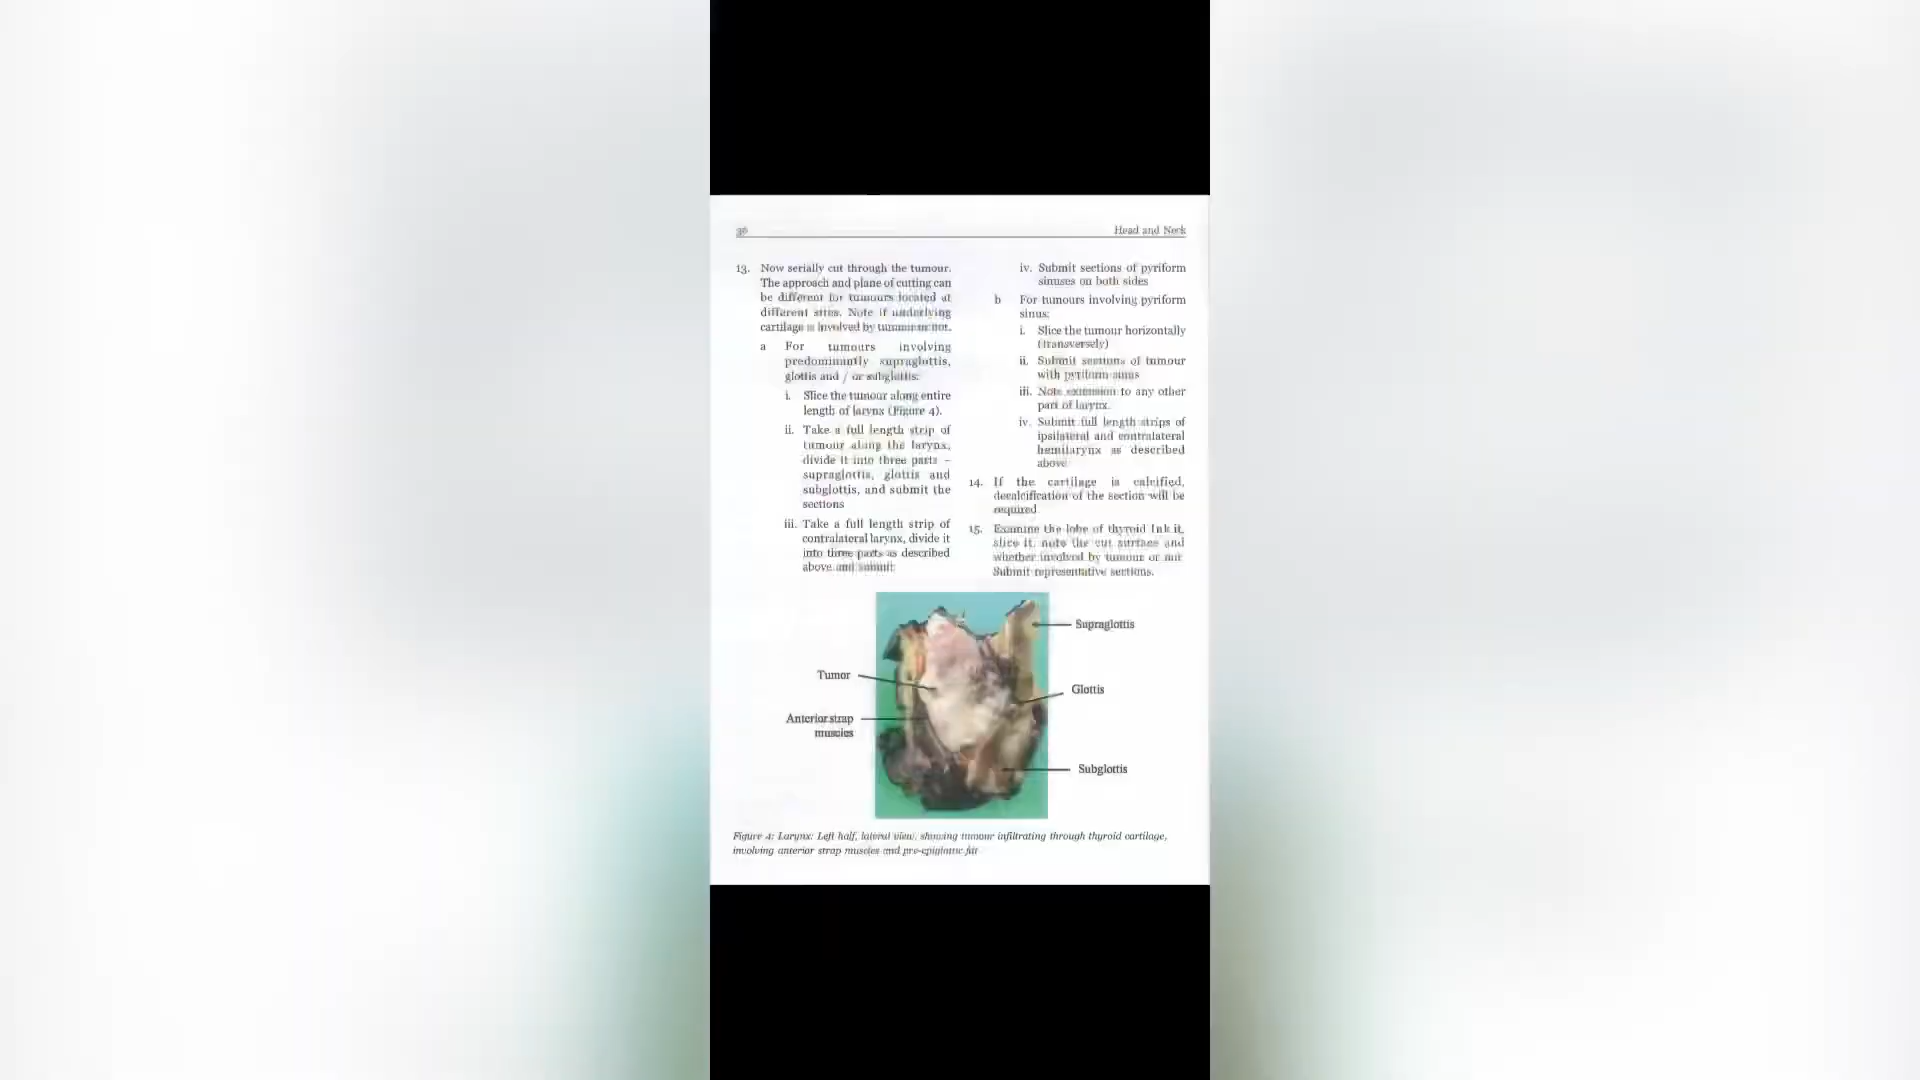 36
Head and Neck
13. Now serially cut through the tumour.
The approach and plane of cutting can
be different for tumours located at
different sites. Note if underlying
cartilage is involved by tumour or not.
a For tumours involving
predominantly supraglottis,
glottis and / or subglottis:
i. Slice the tumour along entire
length of larynx (Figure 4).
ii. Take a full length strip of
tumour along the larynx,
divide it into three parts –
supraglottis, glottis and
subglottis, and submit the
sections
iii. Take a full length strip of
contralateral larynx, divide it
into three parts as described
above and submit
iv. Submit sections of pyriform
sinuses on both sides
b For tumours involving pyriform
sinus:
i. Slice the tumour horizontally
(transversely)
ii. Submit sections of tumour
with pyriform sinus
iii. Note extension to any other
part of larynx.
iv. Submit full length strips of
ipsilateral and contralateral
hemilarynx as described
above
14. If the cartilage is calcified,
decalcification of the section will be
required
15. Examine the lobe of thyroid Ink it,
slice it, note the cut surface and
whether involved by tumour or not
Submit representative sections.
Supraglottis
Tumor
Glottis
Anterior strap
muscles
Subglottis
Figure 4: Larynx: Left half, lateral view, showing tumour infiltrating through thyroid cartilage,
involving anterior strap muscles and pre-epiglottic fat